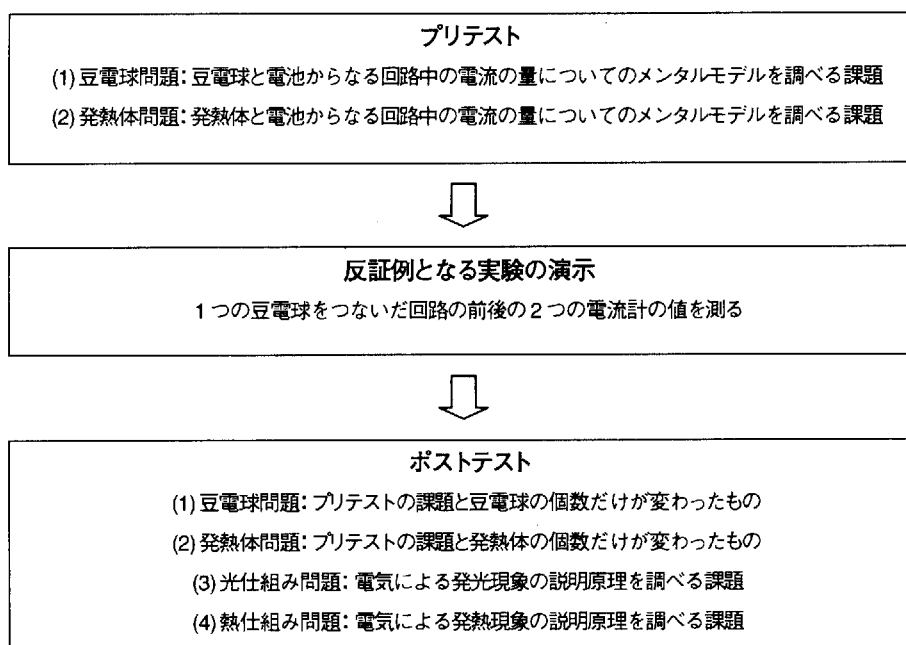 プリテスト
(1) 豆電球問題：豆電球と電池からなる回路中の電流の量についてのメンタルモデルを調べる課題
(2) 発熱体問題：発熱体と電池からなる回路中の電流の量についてのメンタルモデルを調べる課題
反証例となる実験の演示
1つの豆電球をつないだ回路の前後の2つの電流計の値を測る
ポストテスト
(1) 豆電球問題：プリテストの課題と豆電球の個数だけが変わったもの
(2) 発熱体問題：プリテストの課題と発熱体の個数だけが変わったもの
(3) 光仕組み問題：電気による発光現象の説明原理を調べる課題
(4) 熱仕組み問題：電気による発熱現象の説明原理を調べる課題